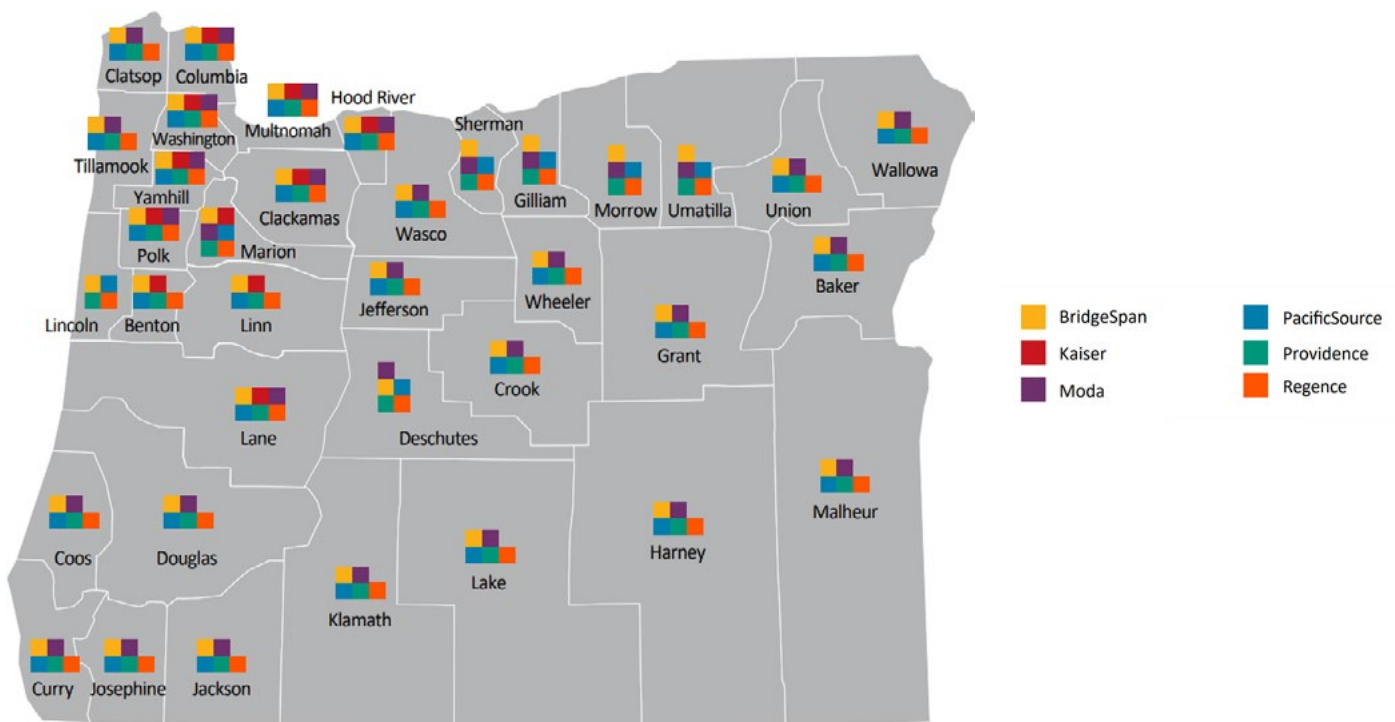 Clatsop
Columbia
Hood River
Multnomah
Sherman
Washington
Tillamook
Wallowa
Yamhill
Clackamas
Gilliam
Morrow
Umatilla
Union
Wasco
Polk
Marion
Baker
Jefferson
Wheeler
Lincoln
Benton
Linn
Grant
Crook
Lane
Deschutes
Malheur
Harney
Coos
Douglas
Lake
Klamath
Curry
Josephine
Jackson
BridgeSpan
Kaiser
Moda
PacificSource
Providence
Regence